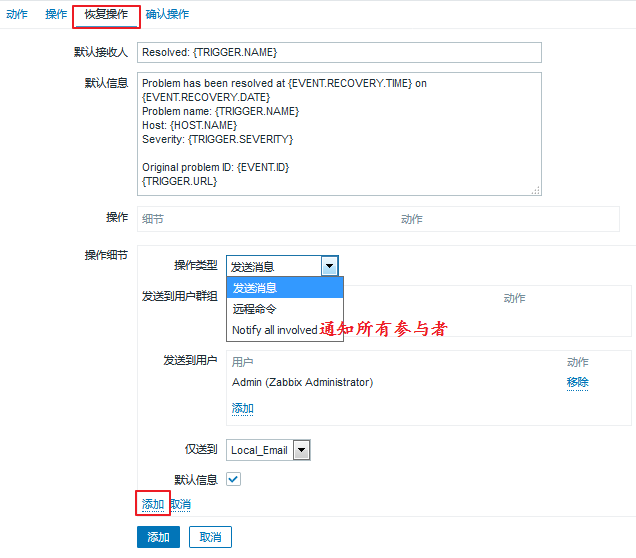 动作 操作 恢复操作 确认操作
默认接收人 Resolved: {TRIGGER.NAME}
默认信息 Problem has been resolved at {EVENT.RECOVERY.TIME} on
{EVENT.RECOVERY.DATE}
Problem name: {TRIGGER.NAME}
Host: {HOST.NAME}
Severity: {TRIGGER.SEVERITY}
Original problem ID: {EVENT.ID}
{TRIGGER.URL}
操作 细节 动作
操作细节
操作类型 发送消息
发送消息
发送到用户群组 动作
远程命令
Notify all involved 通知所有参与者
发送到用户 用户 动作
Admin (Zabbix Administrator) 移除
添加
仅送到 Local_Email
默认信息
添加 取消
添加 取消